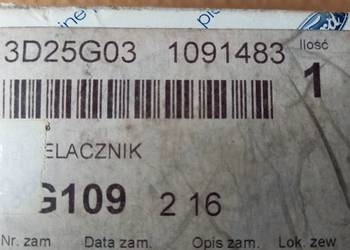 3D25G03 1091483
Ilość
1
ELACZNIK
G109 2 16
Nr. zam. Data zam. Opis zam. Lok. zew